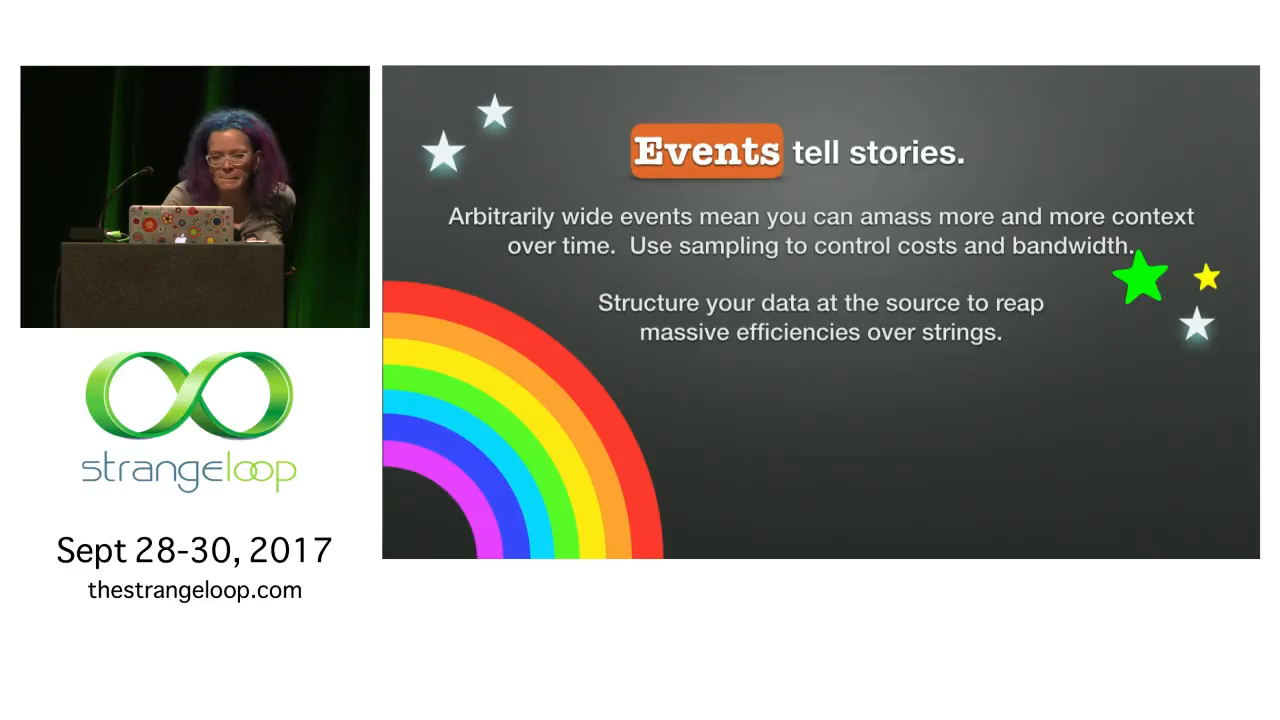 Events tell stories.
Arbitrarily wide events mean you can amass more and more context
over time.  Use sampling to control costs and bandwidth.
Structure your data at the source to reap
massive efficiencies over strings.
strangeloop
Sept 28-30, 2017
thestrangeloop.com